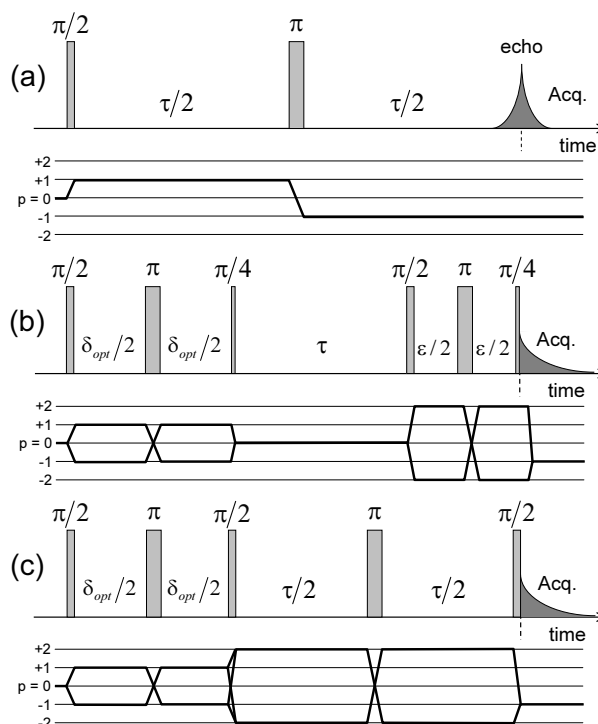 π/2 π
echo
(a) τ/2 τ/2 Acq.
time
+2
+1
p = 0
-1
-2
π/2 π π/4 π/2 π π/4
(b) δopt/2 δopt/2 τ ε/2 ε/2 Acq.
time
+2
+1
p = 0
-1
-2
π/2 π π/2 π π/2
(c) δopt/2 δopt/2 τ/2 τ/2 Acq.
time
+2
+1
p = 0
-1
-2